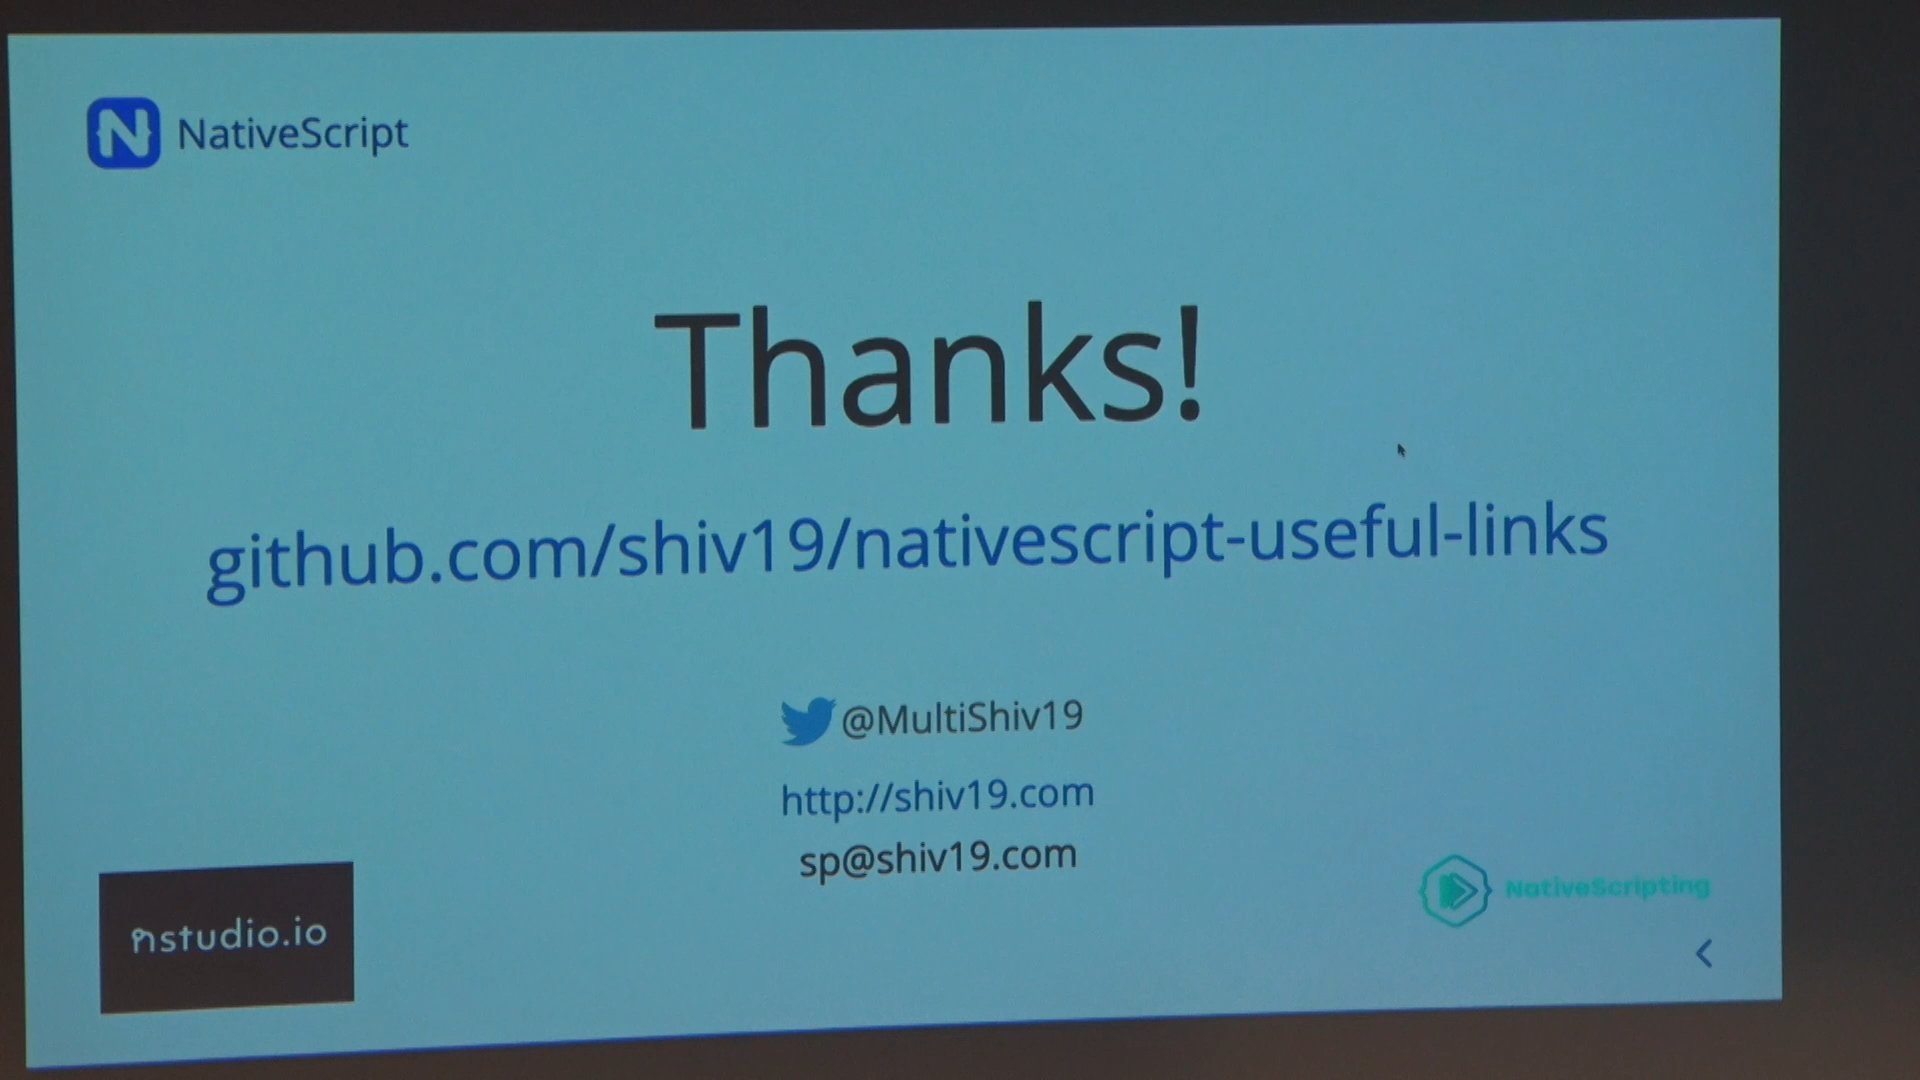 NativeScript
Thanks!
github.com/shiv19/nativescript-useful-links
@MultiShiv19
http://shiv19.com
sp@shiv19.com
nstudio.io
NativeScripting